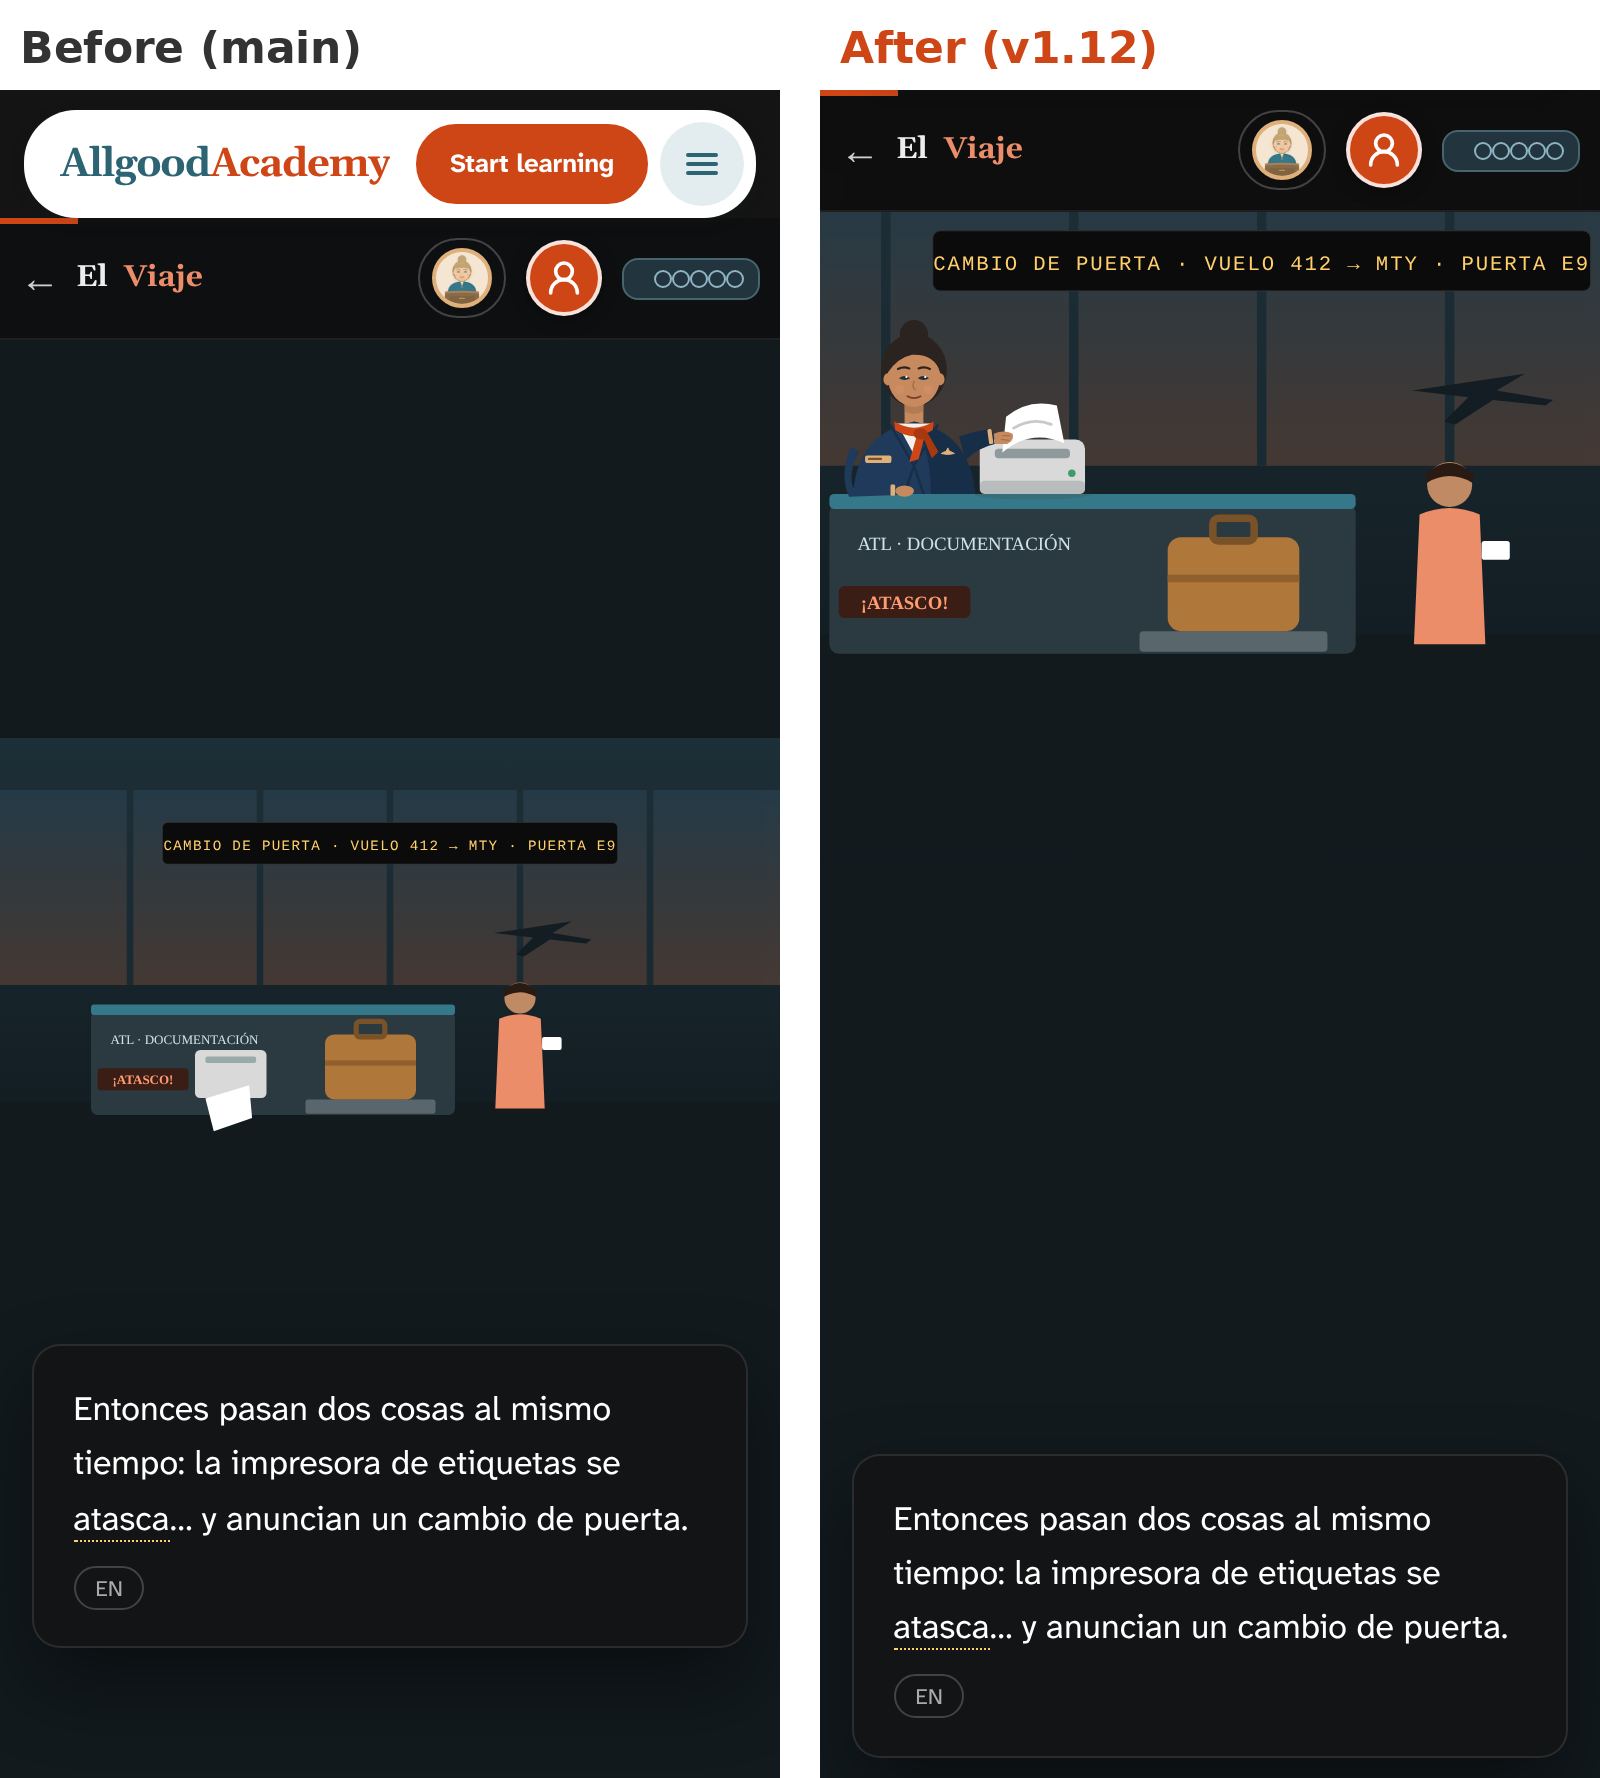 Before (main)
AllgoodAcademy
Start learning
← El Viaje
CAMBIO DE PUERTA · VUELO 412 → MTY · PUERTA E9
ATL · DOCUMENTACIÓN
¡ATASCO!
Entonces pasan dos cosas al mismo
tiempo: la impresora de etiquetas se
atasca... y anuncian un cambio de puerta.
EN
After (v1.12)
← El Viaje
CAMBIO DE PUERTA · VUELO 412 → MTY · PUERTA E9
ATL · DOCUMENTACIÓN
¡ATASCO!
Entonces pasan dos cosas al mismo
tiempo: la impresora de etiquetas se
atasca... y anuncian un cambio de puerta.
EN